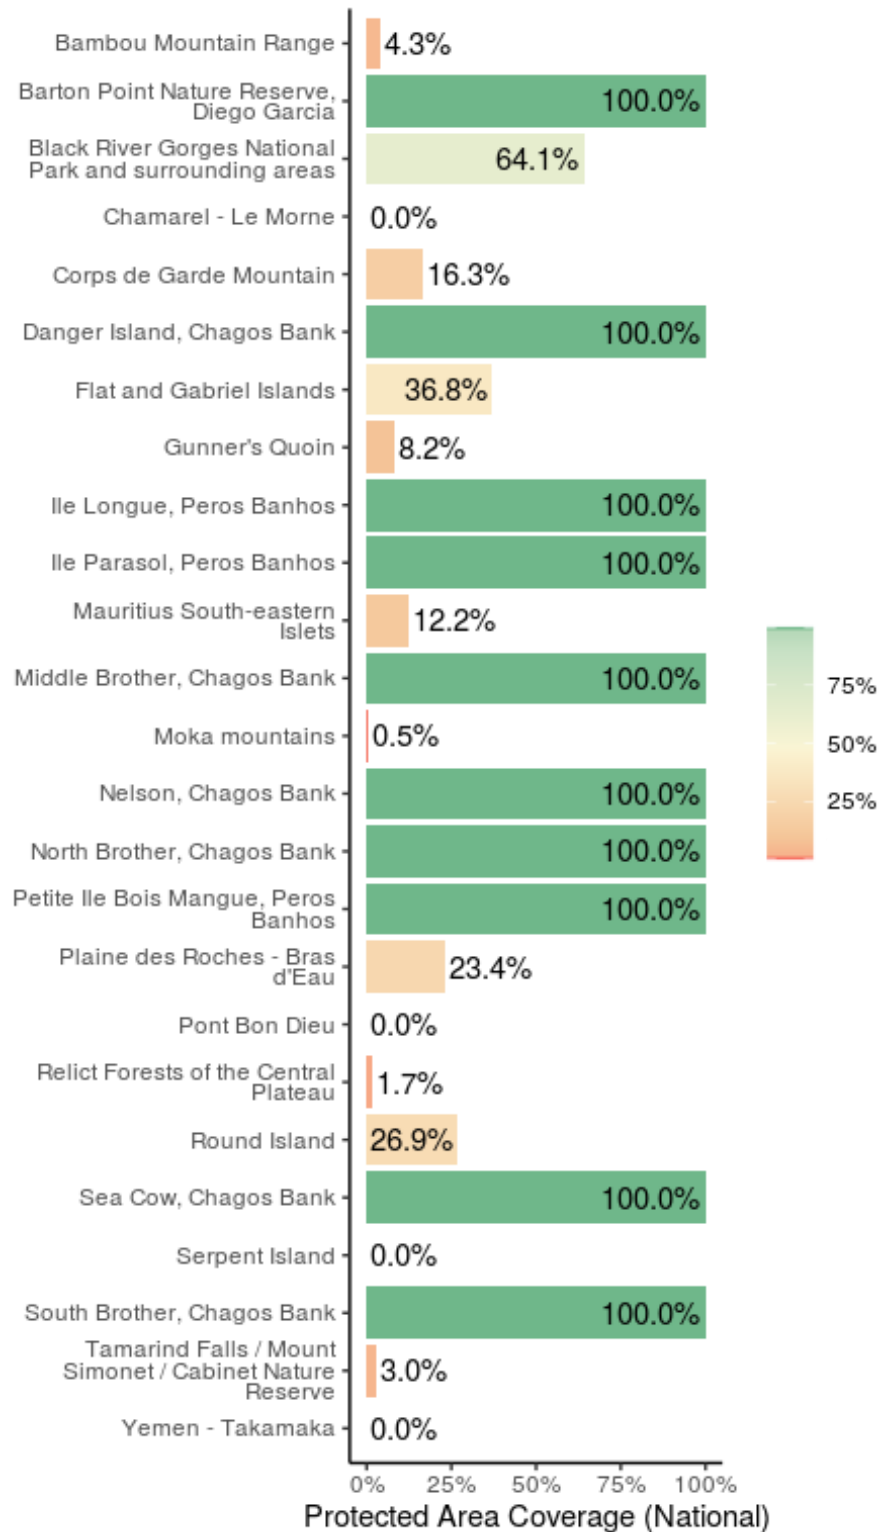 Bambou Mountain Range
4.3%
Barton Point Nature Reserve,
Diego Garcia
100.0%
Black River Gorges National
Park and surrounding areas
64.1%
Chamarel - Le Morne
0.0%
Corps de Garde Mountain
16.3%
Danger Island, Chagos Bank
100.0%
Flat and Gabriel Islands
36.8%
Gunner's Quoin
8.2%
Ile Longue, Peros Banhos
100.0%
Ile Parasol, Peros Banhos
100.0%
Mauritius South-eastern
Islets
12.2%
Middle Brother, Chagos Bank
100.0%
Moka mountains
0.5%
Nelson, Chagos Bank
100.0%
North Brother, Chagos Bank
100.0%
Petite Ile Bois Mangue, Peros
Banhos
100.0%
Plaine des Roches - Bras
d'Eau
23.4%
Pont Bon Dieu
0.0%
Relict Forests of the Central
Plateau
1.7%
Round Island
26.9%
Sea Cow, Chagos Bank
100.0%
Serpent Island
0.0%
South Brother, Chagos Bank
100.0%
Tamarind Falls / Mount
Simonet / Cabinet Nature
Reserve
3.0%
Yemen - Takamaka
0.0%
0% 25% 50% 75% 100%
Protected Area Coverage (National)
75%
50%
25%